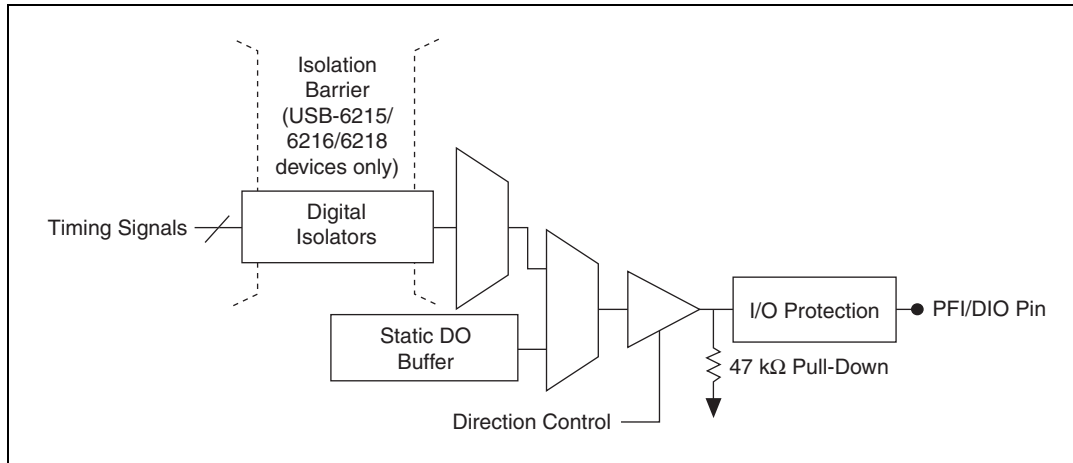 Isolation
Barrier
(USB-6215/
6216/6218
devices only)
Timing Signals
Digital
Isolators
Static DO
Buffer
I/O Protection
PFI/DIO Pin
47 kΩ Pull-Down
Direction Control